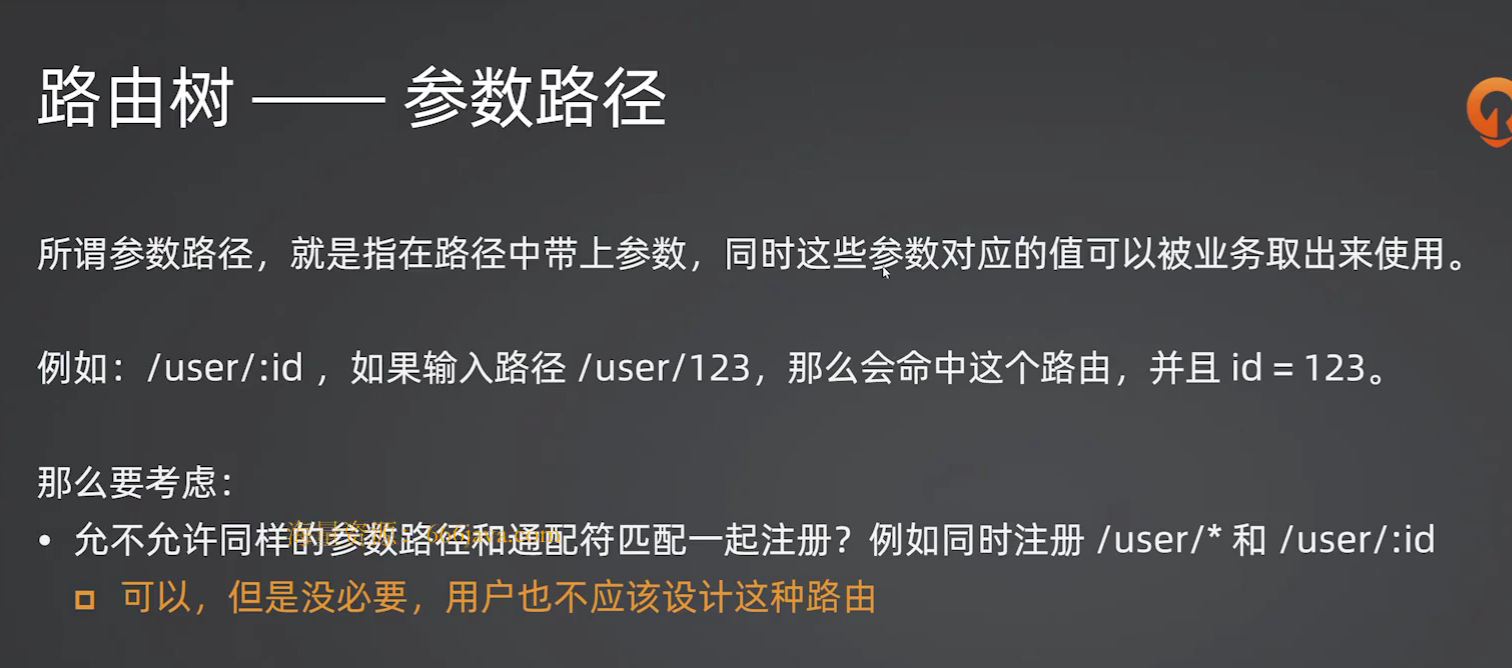 路由树 —— 参数路径
所谓参数路径，就是指在路径中带上参数，同时这些参数对应的值可以被业务取出来使用。
例如：/user/:id ，如果输入路径 /user/123，那么会命中这个路由，并且 id = 123。
那么要考虑：
• 允不允许同样的参数路径和通配符匹配一起注册？例如同时注册 /user/* 和 /user/:id
海量资源：666java.com
可以，但是没必要，用户也不应该设计这种路由